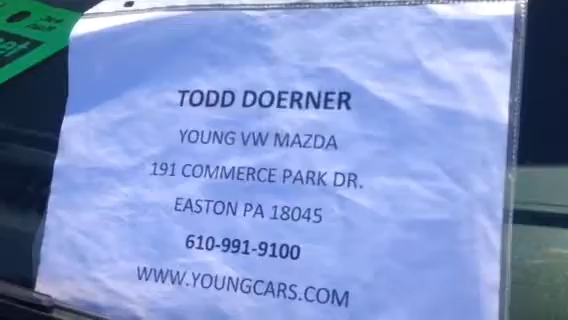 TODD DOERNER
YOUNG VW MAZDA
191 COMMERCE PARK DR.
EASTON PA 18045
610-991-9100
WWW.YOUNGCARS.COM